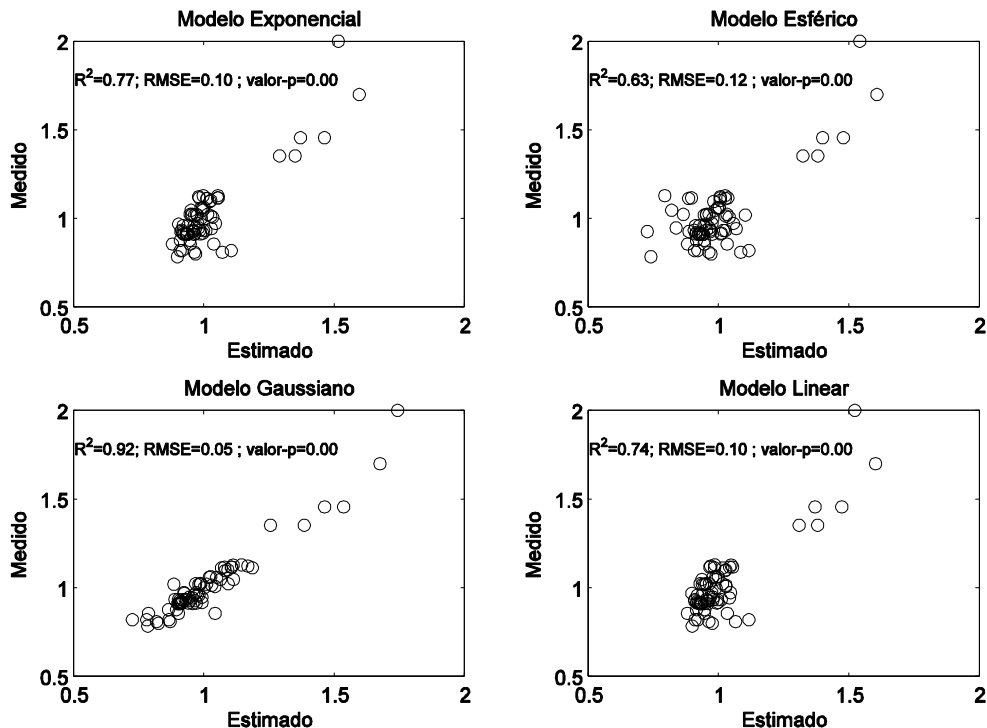 Modelo Exponencial
2
R²=0.77; RMSE=0.10 ; valor-p=0.00
1.5
Medido
1
0.5
0.5 1 1.5 2
Estimado
Modelo Esférico
2
R²=0.63; RMSE=0.12 ; valor-p=0.00
1.5
Medido
1
0.5
0.5 1 1.5 2
Estimado
Modelo Gaussiano
2
R²=0.92; RMSE=0.05 ; valor-p=0.00
1.5
Medido
1
0.5
0.5 1 1.5 2
Estimado
Modelo Linear
2
R²=0.74; RMSE=0.10 ; valor-p=0.00
1.5
Medido
1
0.5
0.5 1 1.5 2
Estimado